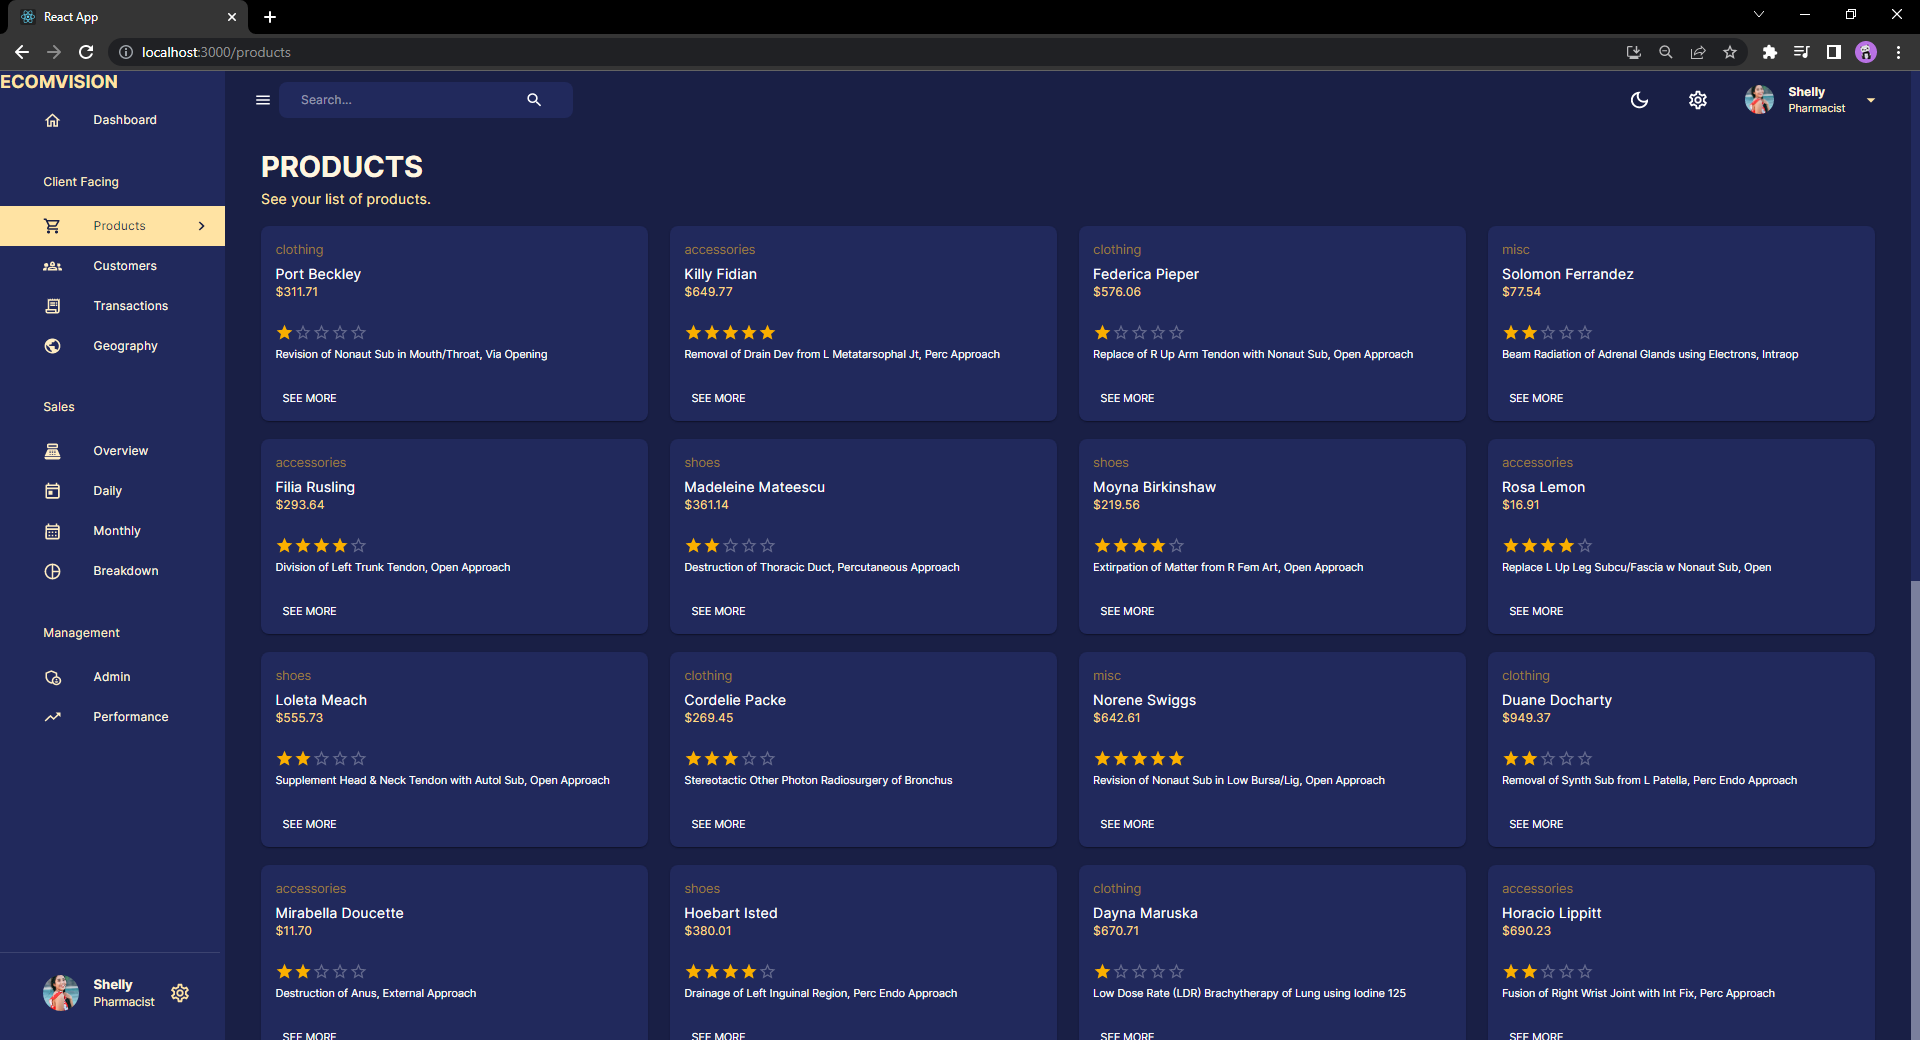 React App
localhost:3000/products
ECOMVISION
Dashboard
Client Facing
Products
Customers
Transactions
Geography
Sales
Overview
Daily
Monthly
Breakdown
Management
Admin
Performance
Shelly
Pharmacist
Search...
Shelly
Pharmacist
PRODUCTS
See your list of products.
clothing
Port Beckley
$311.71
Revision of Nonaut Sub in Mouth/Throat, Via Opening
SEE MORE
accessories
Killy Fidian
$649.77
Removal of Drain Dev from L Metatarsophal Jt, Perc Approach
SEE MORE
clothing
Federica Pieper
$576.06
Replace of R Up Arm Tendon with Nonaut Sub, Open Approach
SEE MORE
misc
Solomon Ferrandez
$77.54
Beam Radiation of Adrenal Glands using Electrons, Intraop
SEE MORE
accessories
Filia Rusling
$293.64
Division of Left Trunk Tendon, Open Approach
SEE MORE
shoes
Madeleine Mateescu
$361.14
Destruction of Thoracic Duct, Percutaneous Approach
SEE MORE
shoes
Moyna Birkinshaw
$219.56
Extirpation of Matter from R Fem Art, Open Approach
SEE MORE
accessories
Rosa Lemon
$16.91
Replace L Up Leg Subcu/Fascia w Nonaut Sub, Open
SEE MORE
shoes
Loleta Meach
$555.73
Supplement Head & Neck Tendon with Autol Sub, Open Approach
SEE MORE
clothing
Cordelie Packe
$269.45
Stereotactic Other Photon Radiosurgery of Bronchus
SEE MORE
misc
Norene Swiggs
$642.61
Revision of Nonaut Sub in Low Bursa/Lig, Open Approach
SEE MORE
clothing
Duane Docharty
$949.37
Removal of Synth Sub from L Patella, Perc Endo Approach
SEE MORE
accessories
Mirabella Doucette
$11.70
Destruction of Anus, External Approach
SEE MORE
shoes
Hoebart Isted
$380.01
Drainage of Left Inguinal Region, Perc Endo Approach
SEE MORE
clothing
Dayna Maruska
$670.71
Low Dose Rate (LDR) Brachytherapy of Lung using Iodine 125
SEE MORE
accessories
Horacio Lippitt
$690.23
Fusion of Right Wrist Joint with Int Fix, Perc Approach
SEE MORE